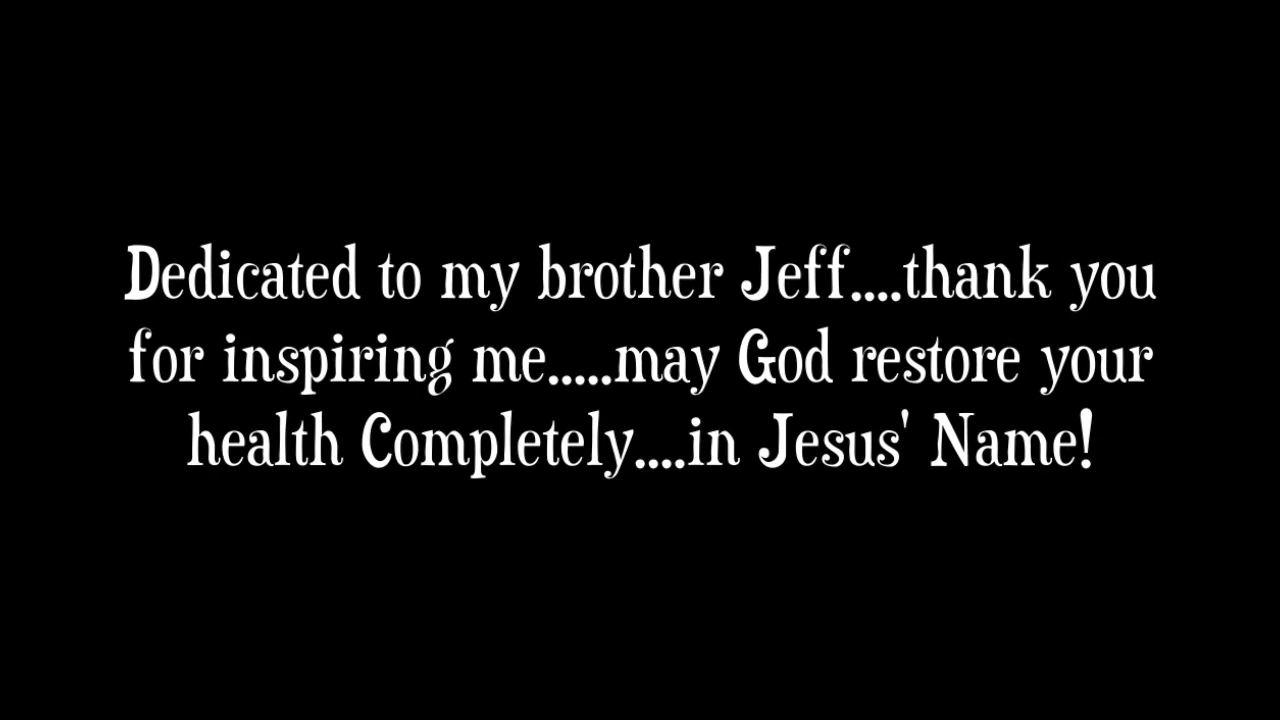 Dedicated to my brother Jeff....thank you
for inspiring me.....may God restore your
health Completely....in Jesus' Name!